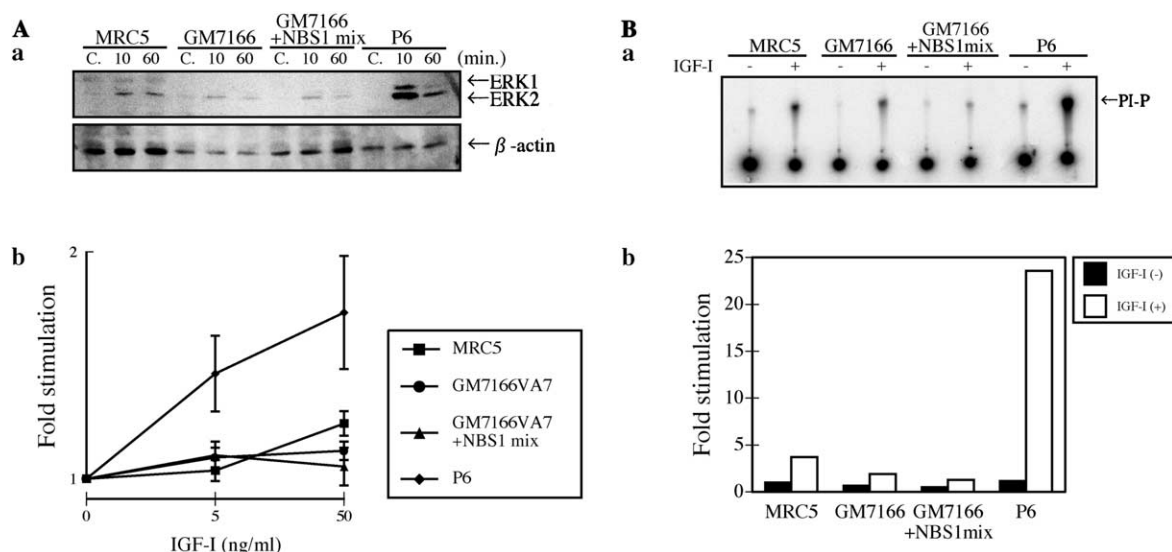 A
a
MRC5 GM7166 GM7166 +NBS1 mix P6
C. 10 60 C. 10 60 C. 10 60 C. 10 60 (min.)
←ERK1
←ERK2
←β-actin
b
Fold stimulation
2
1
0 5 50
IGF-I (ng/ml)
MRC5
GM7166VA7
GM7166VA7
+NBS1 mix
P6
B
a
MRC5 GM7166 GM7166 +NBS1mix P6
IGF-I - + - + - + - +
←PI-P
b
Fold stimulation
25
20
15
10
5
0
MRC5 GM7166 GM7166 +NBS1mix P6
IGF-I (-)
IGF-I (+)